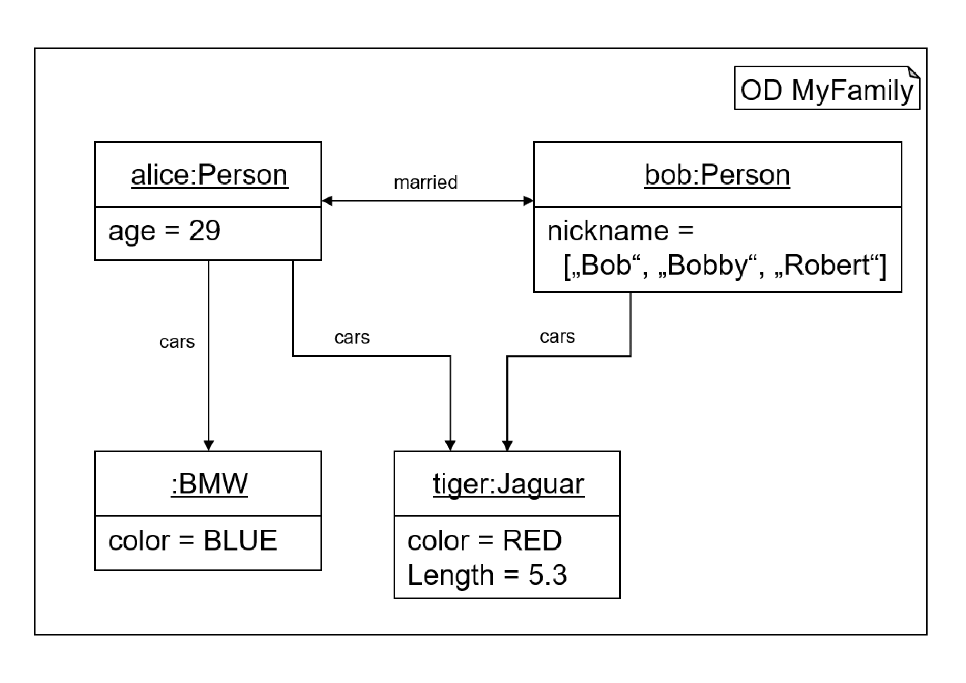 OD MyFamily
alice:Person
age = 29
married
bob:Person
nickname =
[„Bob“, „Bobby“, „Robert“]
cars
cars
cars
:BMW
color = BLUE
tiger:Jaguar
color = RED
Length = 5.3